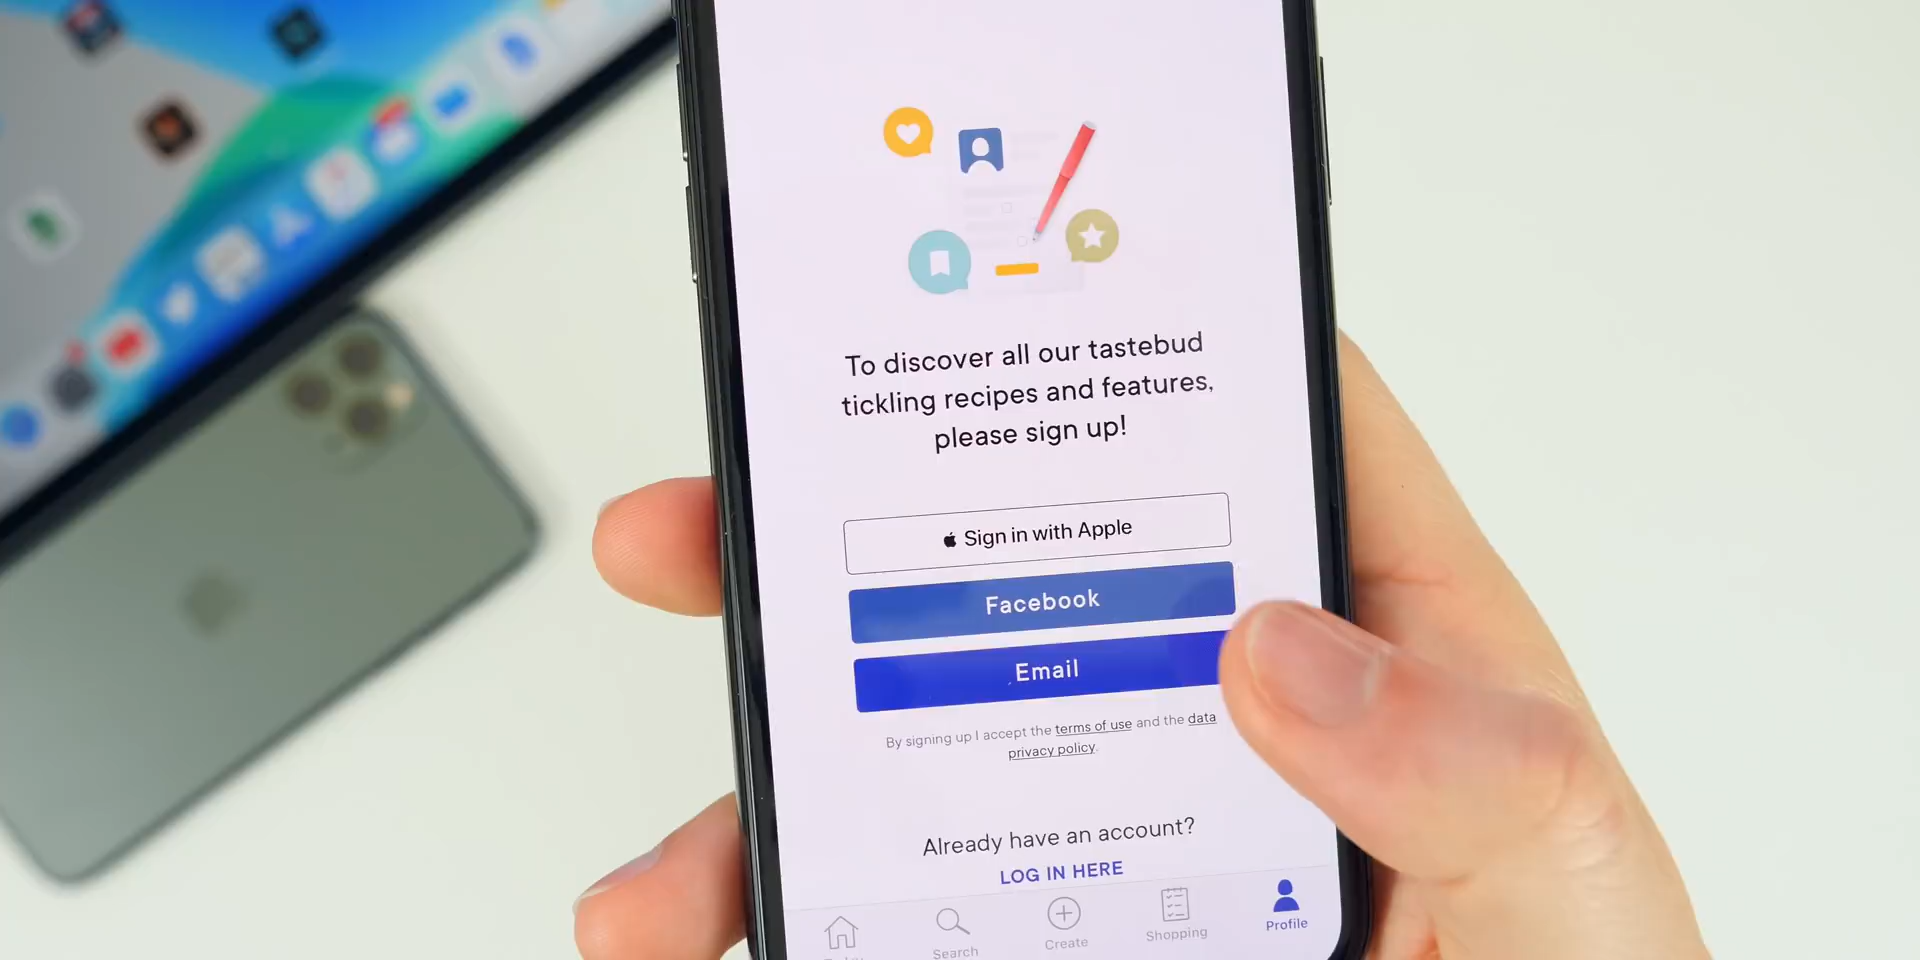 To discover all our tastebud
tickling recipes and features,
please sign up!
Sign in with Apple
Facebook
Email
By signing up I accept the terms of use and the data
privacy policy.
Already have an account?
LOG IN HERE
Search
Create
Shopping
Profile